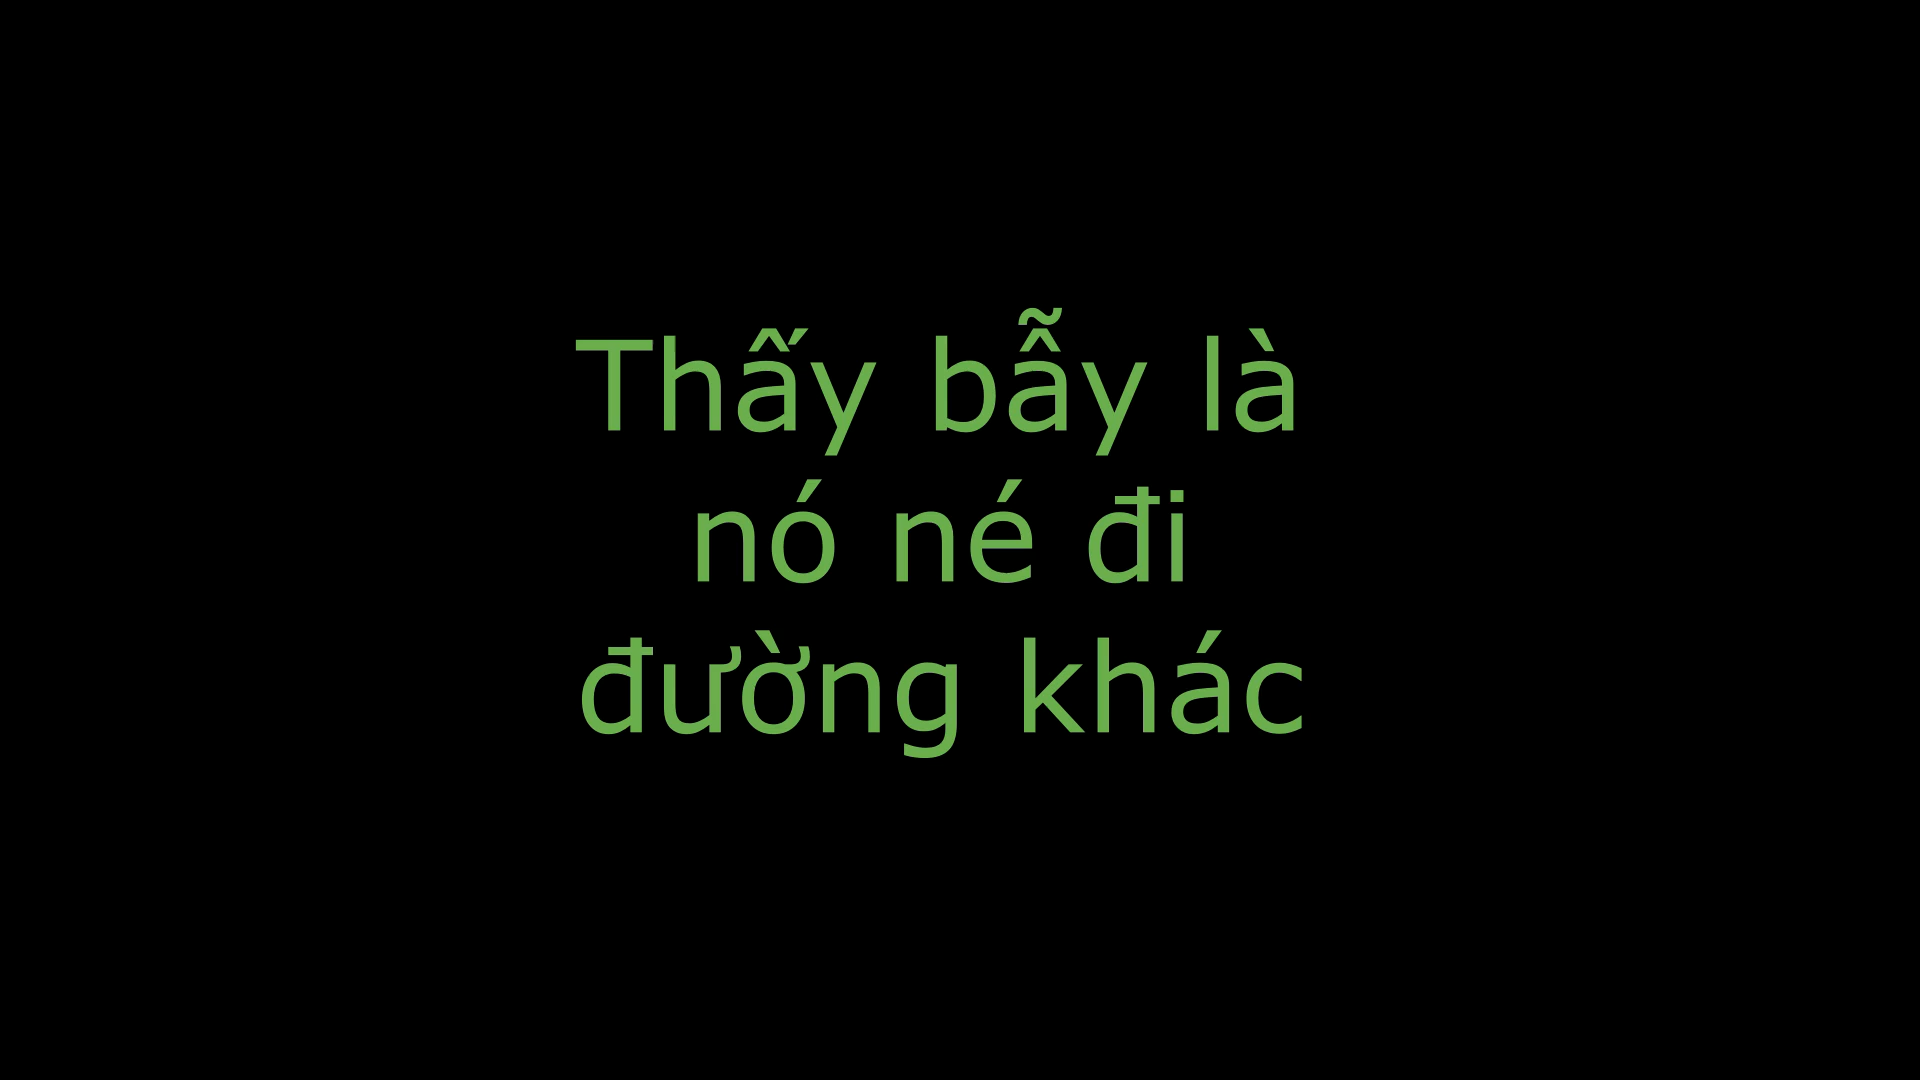 Thấy bẫy là
nó né đi
đường khác